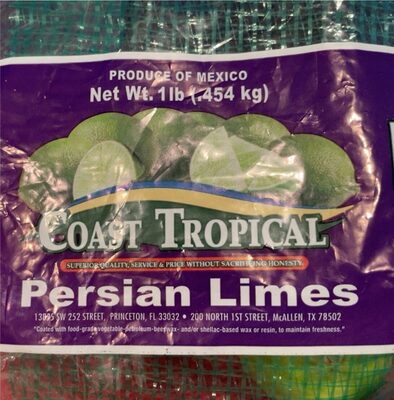 PRODUCE OF MEXICO
Net Wt. 1lb (.454 kg)
COAST TROPICAL
SUPERIOR QUALITY, SERVICE & PRICE WITHOUT SACRIFICING HONESTY
Persian Limes
13095 SW 252 STREET, PRINCETON, FL 33032 • 200 NORTH 1ST STREET, McALLEN, TX 78502
"Coated with food-grade vegetable-petroleum-beeswax- and/or shellac-based wax or resin, to maintain freshness."